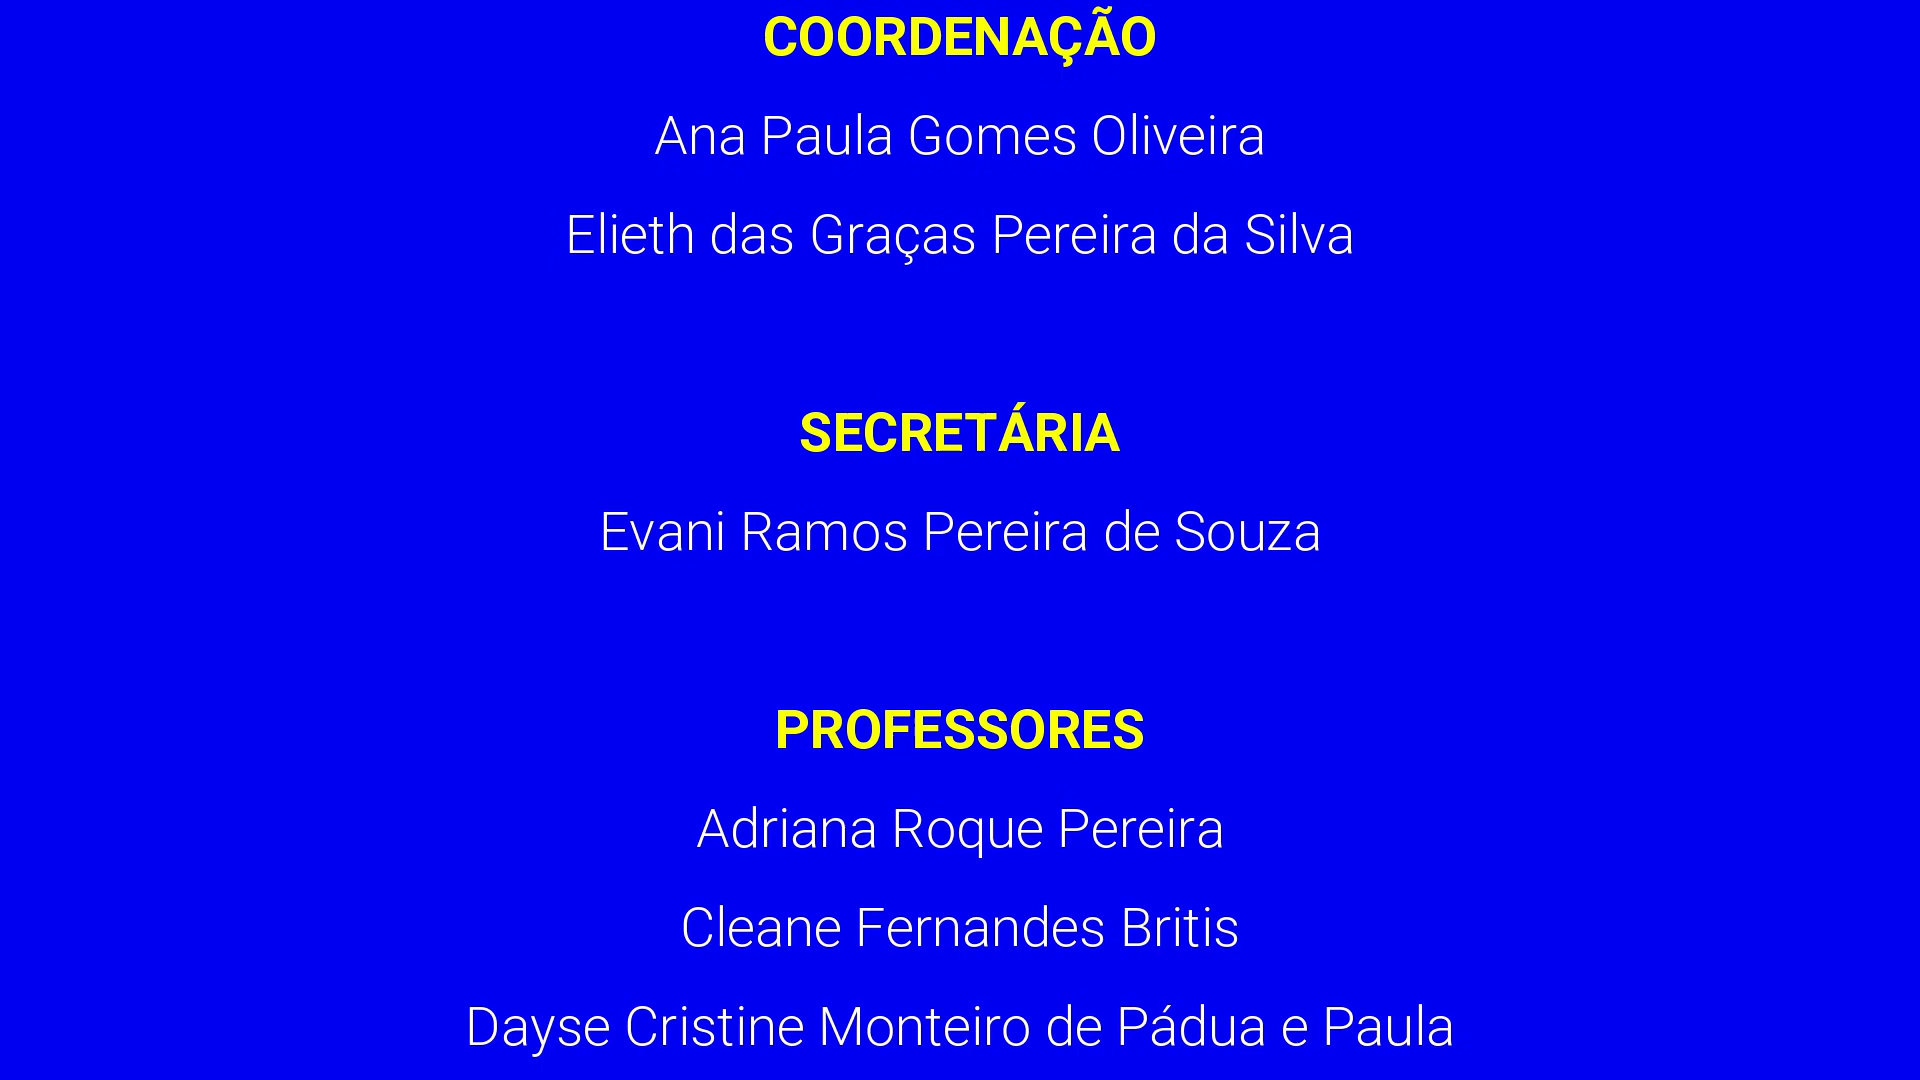 COORDENAÇÃO
Ana Paula Gomes Oliveira
Elieth das Graças Pereira da Silva
SECRETÁRIA
Evani Ramos Pereira de Souza
PROFESSORES
Adriana Roque Pereira
Cleane Fernandes Britis
Dayse Cristine Monteiro de Pádua e Paula